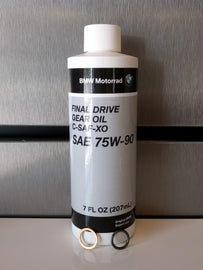 BMW Motorrad
FINAL DRIVE
GEAR OIL
C-SAF-XO
SAE 75W-90
7 FL OZ (207mL)